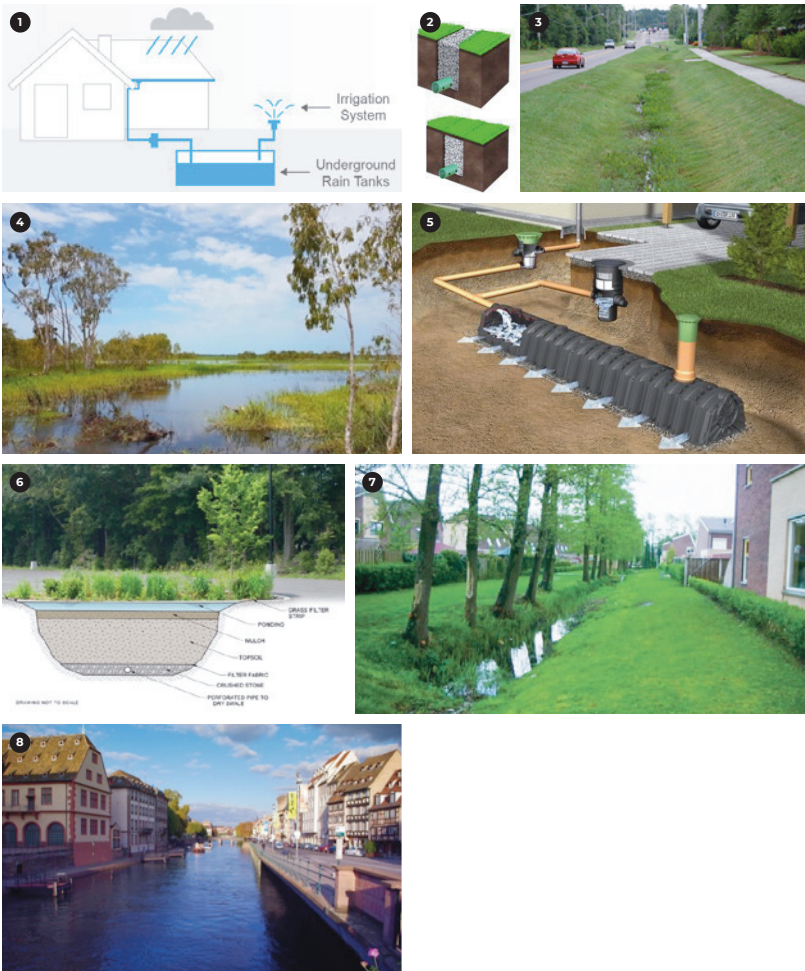 1
Irrigation
System
Underground
Rain Tanks
2
3
4
5
6
GRASS FILTER
STRIP
PONDING
MULCH
TOPSOIL
FILTER FABRIC
CRUSHED STONE
PERFORATED PIPE TO
DRY SWALE
DRAWING NOT TO SCALE
7
8